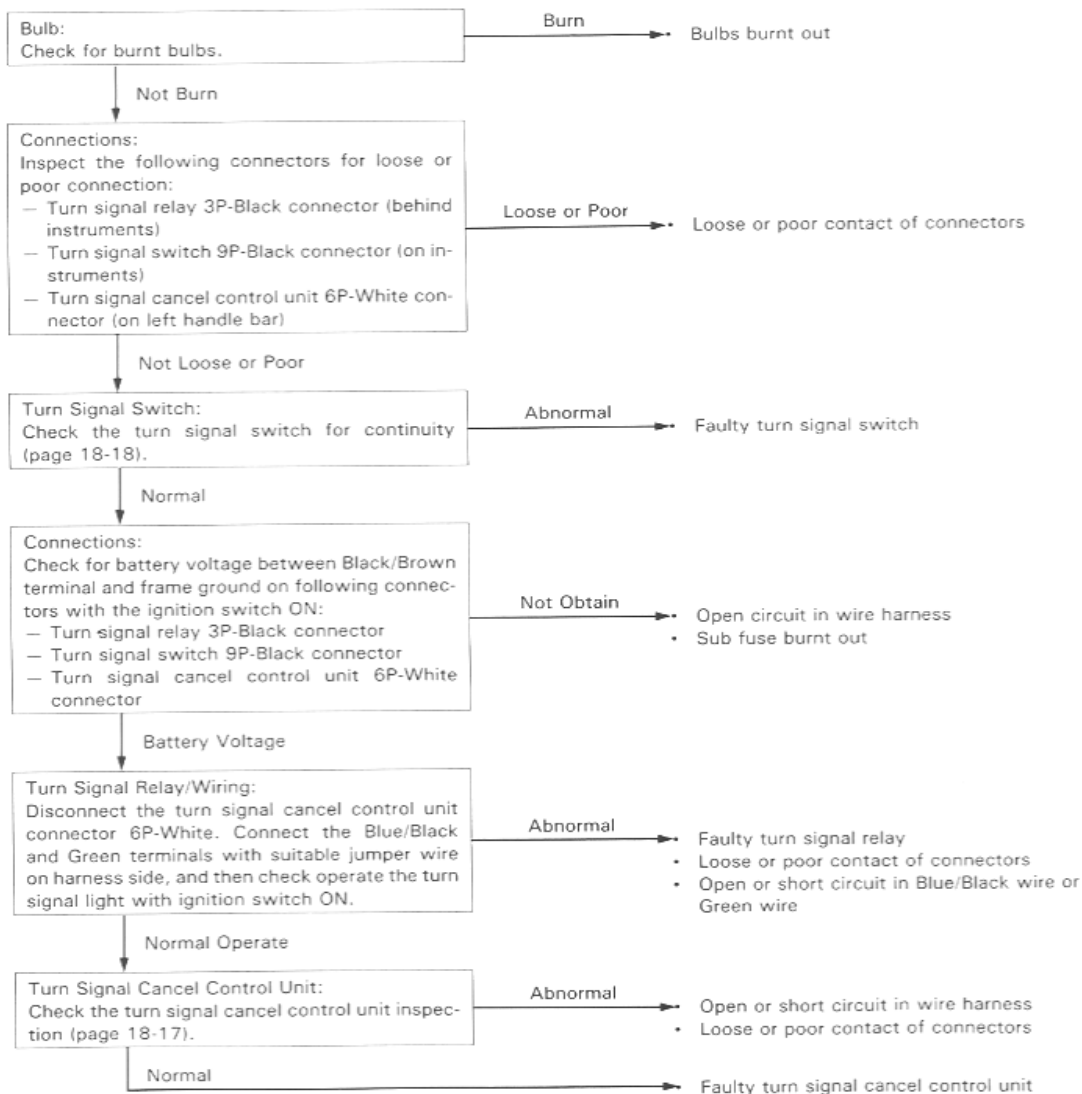 Bulb:
Check for burnt bulbs.
Burn
• Bulbs burnt out
Not Burn
Connections:
Inspect the following connectors for loose or
poor connection:
— Turn signal relay 3P-Black connector (behind
instruments)
— Turn signal switch 9P-Black connector (on in-
struments)
— Turn signal cancel control unit 6P-White con-
nector (on left handle bar)
Loose or Poor
• Loose or poor contact of connectors
Not Loose or Poor
Turn Signal Switch:
Check the turn signal switch for continuity
(page 18-18).
Abnormal
• Faulty turn signal switch
Normal
Connections:
Check for battery voltage between Black/Brown
terminal and frame ground on following connec-
tors with the ignition switch ON:
— Turn signal relay 3P-Black connector
— Turn signal switch 9P-Black connector
— Turn signal cancel control unit 6P-White
connector
Not Obtain
• Open circuit in wire harness
• Sub fuse burnt out
Battery Voltage
Turn Signal Relay/Wiring:
Disconnect the turn signal cancel control unit
connector 6P-White. Connect the Blue/Black
and Green terminals with suitable jumper wire
on harness side, and then check operate the turn
signal light with ignition switch ON.
Abnormal
• Faulty turn signal relay
• Loose or poor contact of connectors
• Open or short circuit in Blue/Black wire or
Green wire
Normal Operate
Turn Signal Cancel Control Unit:
Check the turn signal cancel control unit inspec-
tion (page 18-17).
Abnormal
• Open or short circuit in wire harness
• Loose or poor contact of connectors
Normal
• Faulty turn signal cancel control unit